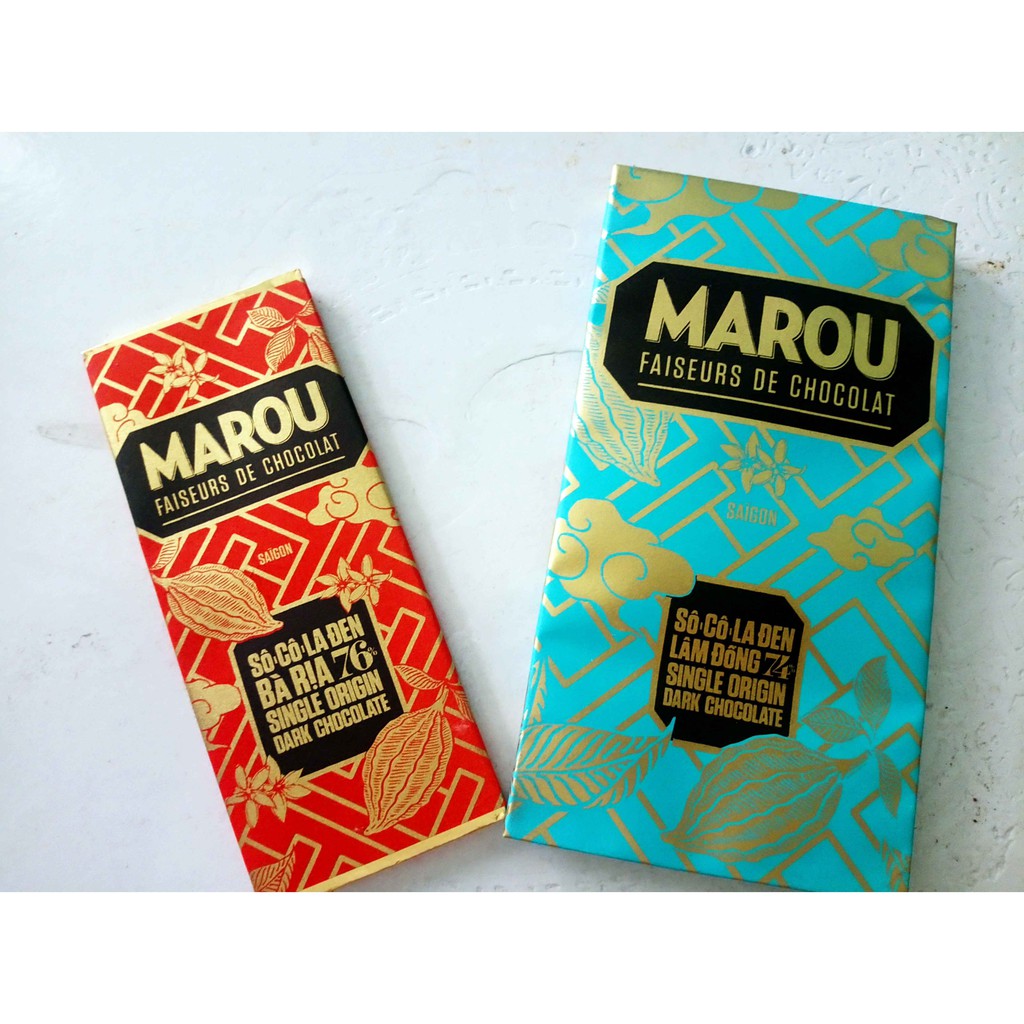 MAROU
FAISEURS DE CHOCOLAT
SAIGON
SÔ·CÔ·LA ĐEN
BÀ RỊA 76%
SINGLE ORIGIN
DARK CHOCOLATE
MAROU
FAISEURS DE CHOCOLAT
SAIGON
SÔ·CÔ·LA ĐEN
LÂM ĐỒNG 74%
SINGLE ORIGIN
DARK CHOCOLATE